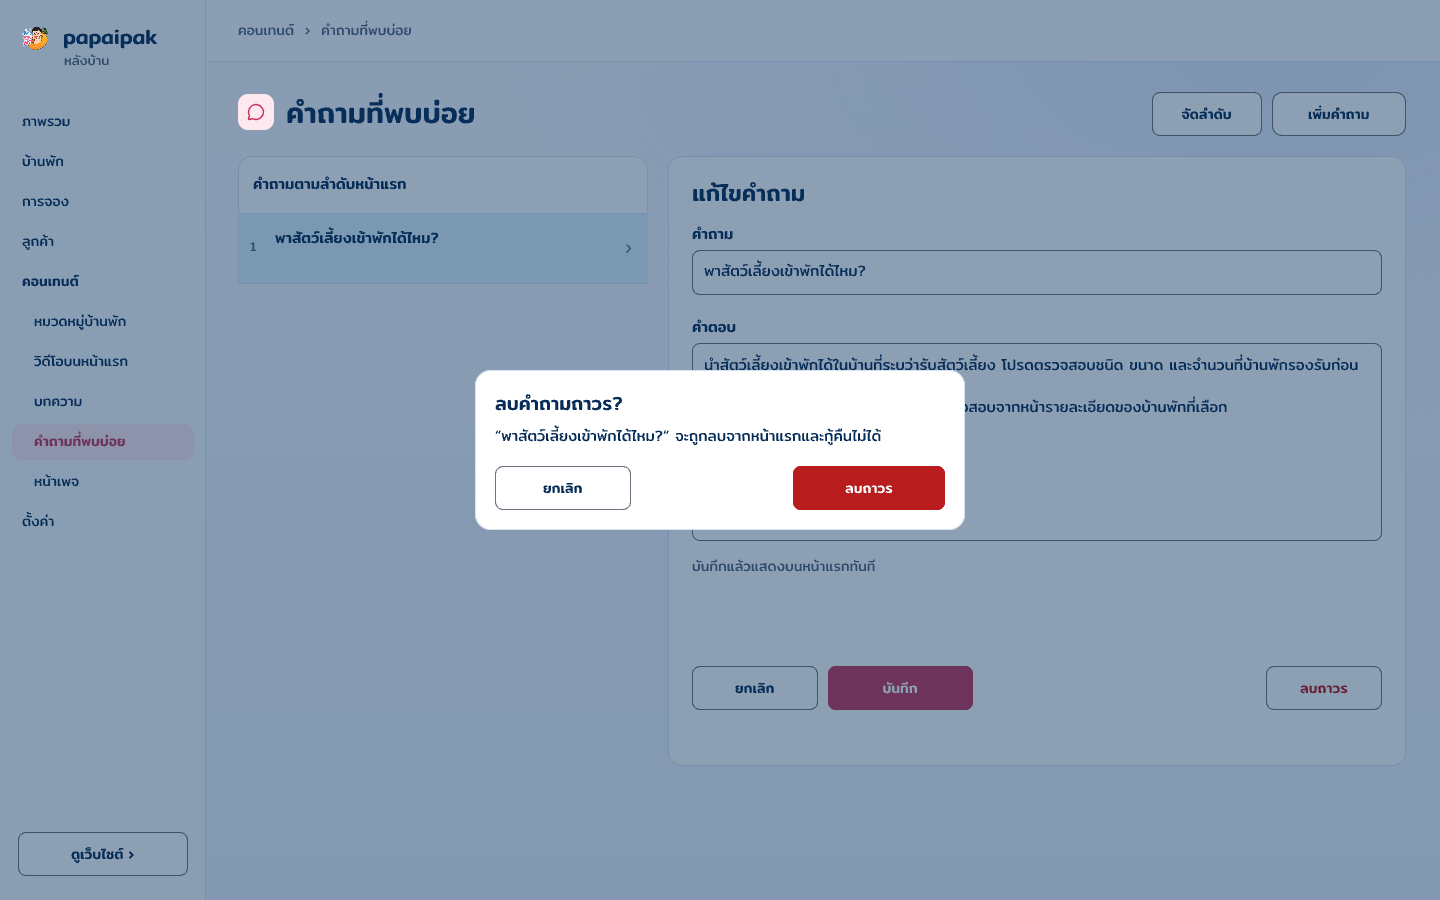 papaipak
หลังบ้าน
ภาพรวม
บ้านพัก
การจอง
ลูกค้า
คอนเทนต์
หมวดหมู่บ้านพัก
วิดีโอบนหน้าแรก
บทความ
คำถามที่พบบ่อย
หน้าเพจ
ตั้งค่า
ดูเว็บไซต์ ›
คอนเทนต์ › คำถามที่พบบ่อย
คำถามที่พบบ่อย
จัดลำดับ
เพิ่มคำถาม
คำถามตามลำดับหน้าแรก
1 พาสัตว์เลี้ยงเข้าพักได้ไหม? ›
แก้ไขคำถาม
คำถาม
พาสัตว์เลี้ยงเข้าพักได้ไหม?
คำตอบ
นำสัตว์เลี้ยงเข้าพักได้ในบ้านที่ระบุว่ารับสัตว์เลี้ยง โปรดตรวจสอบชนิด ขนาด และจำนวนที่บ้านพักรองรับก่อน
สอบจากหน้ารายละเอียดของบ้านพักที่เลือก
บันทึกแล้วแสดงบนหน้าแรกทันที
ยกเลิก
บันทึก
ลบถาวร
ลบคำถามถาวร?
“พาสัตว์เลี้ยงเข้าพักได้ไหม?” จะถูกลบจากหน้าแรกและกู้คืนไม่ได้
ยกเลิก
ลบถาวร